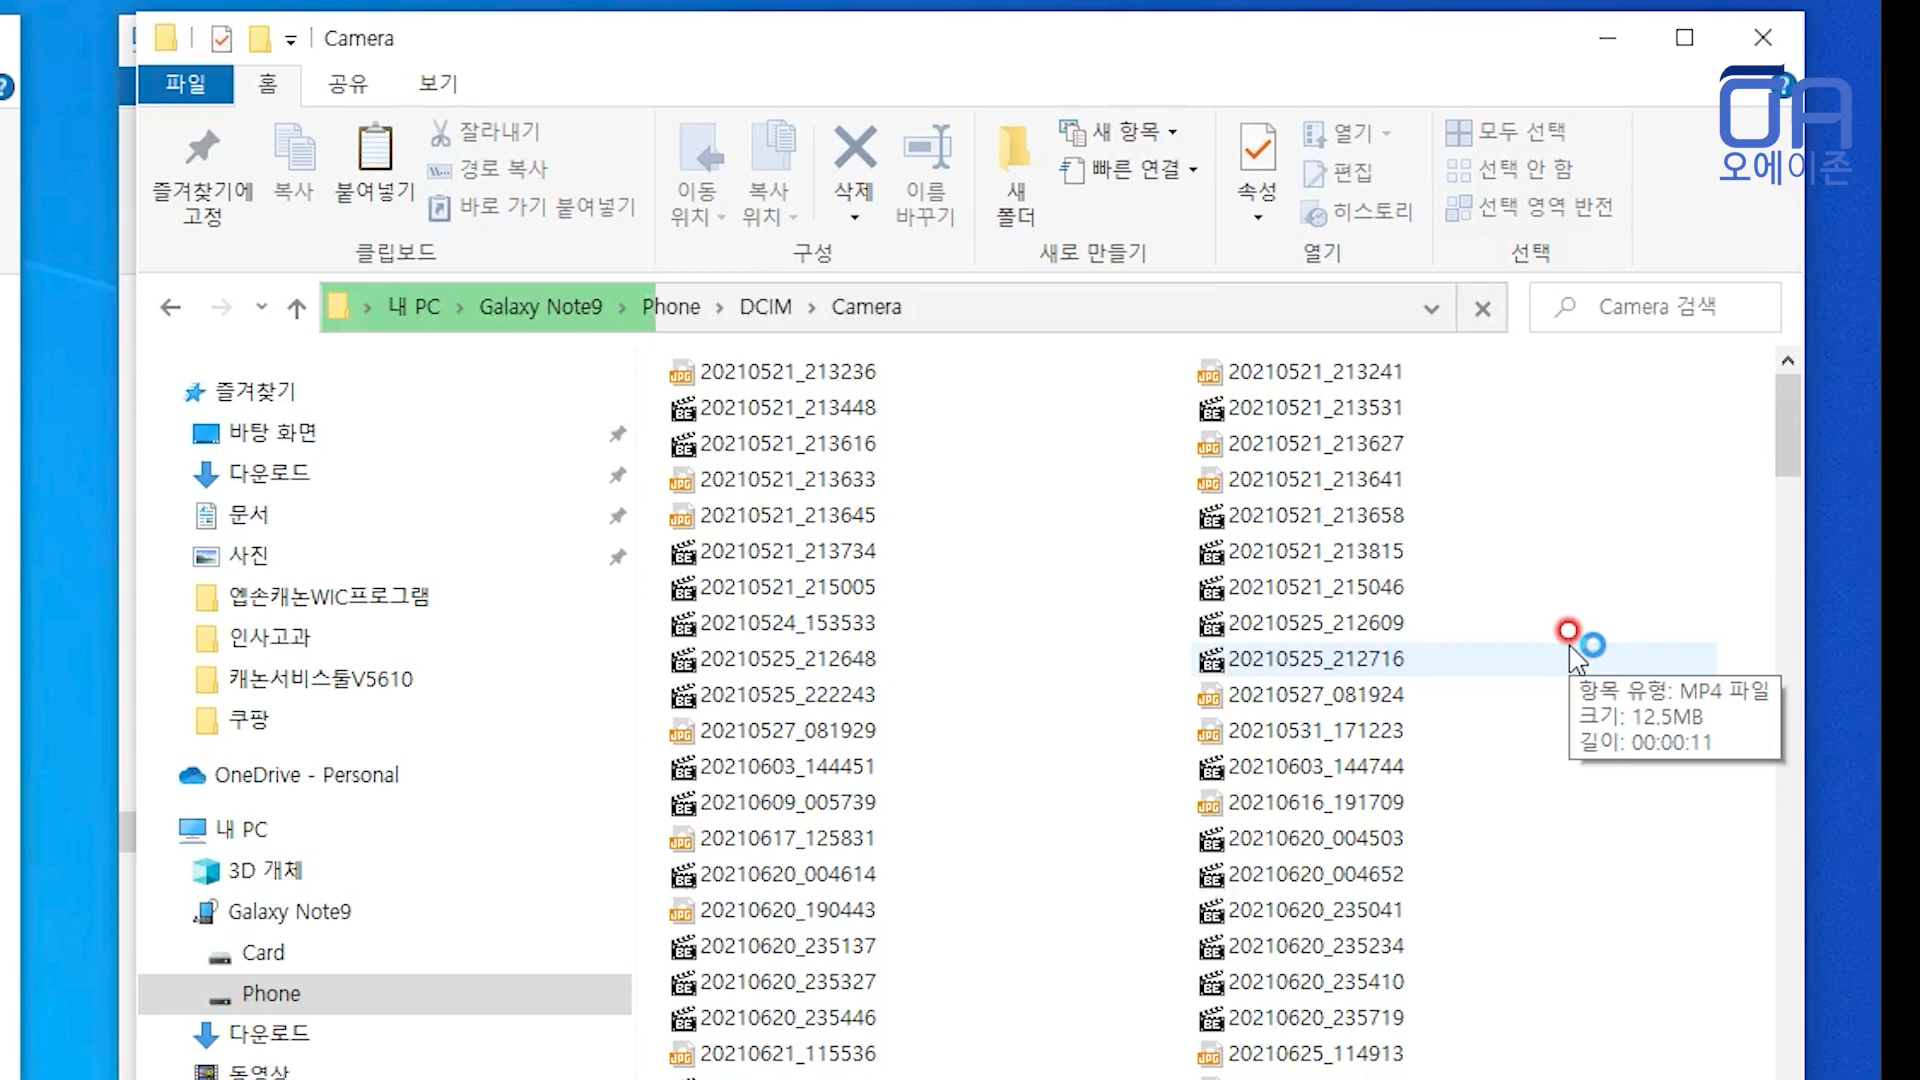 Camera
파일 홈 공유 보기
오에이존
즐겨찾기에 고정
복사
붙여넣기
잘라내기
경로 복사
바로 가기 붙여넣기
클립보드
이동 위치
복사 위치
삭제
이름 바꾸기
구성
새 폴더
새 항목
빠른 연결
새로 만들기
속성
열기
편집
히스토리
열기
모두 선택
선택 안 함
선택 영역 반전
선택
내 PC > Galaxy Note9 > Phone > DCIM > Camera
Camera 검색
즐겨찾기
바탕 화면
다운로드
문서
사진
엡손캐논WIC프로그램
인사고과
캐논서비스툴V5610
쿠팡
OneDrive - Personal
내 PC
3D 개체
Galaxy Note9
Card
Phone
다운로드
동영상
20210521_213236 20210521_213241
20210521_213448 20210521_213531
20210521_213616 20210521_213627
20210521_213633 20210521_213641
20210521_213645 20210521_213658
20210521_213734 20210521_213815
20210521_215005 20210521_215046
20210524_153533 20210525_212609
20210525_212648 20210525_212716
20210525_222243 20210527_081924
20210527_081929 20210531_171223
20210603_144451 20210603_144744
20210609_005739 20210616_191709
20210617_125831 20210620_004503
20210620_004614 20210620_004652
20210620_190443 20210620_235041
20210620_235137 20210620_235234
20210620_235327 20210620_235410
20210620_235446 20210620_235719
20210621_115536 20210625_114913
항목 유형: MP4 파일
크기: 12.5MB
길이: 00:00:11